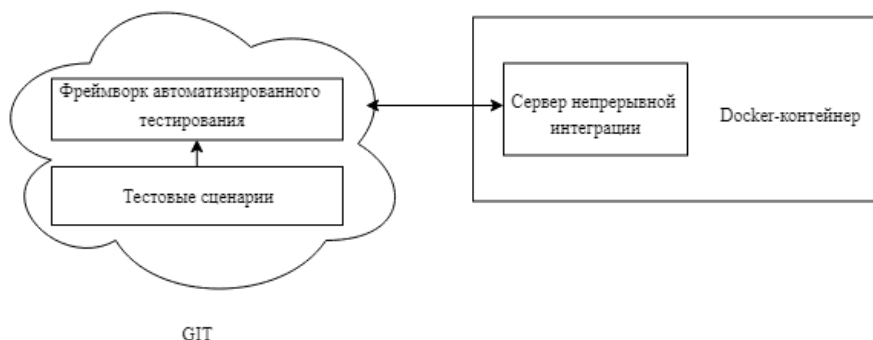 Фреймворк автоматизированного
тестирования
Тестовые сценарии
GIT
Сервер непрерывной
интеграции
Docker-контейнер